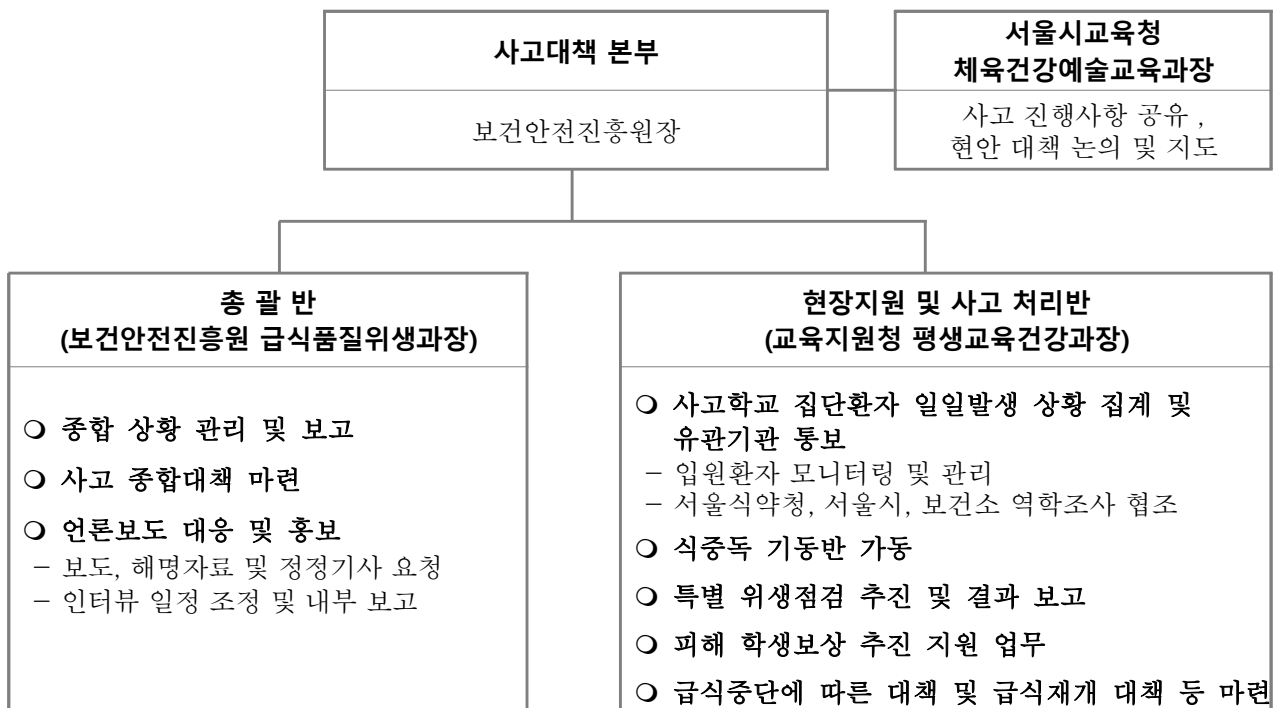 사고대책 본부
보건안전진흥원장
서울시교육청
체육건강예술교육과장
사고 진행사항 공유 ,
현안 대책 논의 및 지도
총 괄 반
(보건안전진흥원 급식품질위생과장)
❍ 종합 상황 관리 및 보고
❍ 사고 종합대책 마련
❍ 언론보도 대응 및 홍보
- 보도, 해명자료 및 정정기사 요청
- 인터뷰 일정 조정 및 내부 보고
현장지원 및 사고 처리반
(교육지원청 평생교육건강과장)
❍ 사고학교 집단환자 일일발생 상황 집계 및
유관기관 통보
- 입원환자 모니터링 및 관리
- 서울식약청, 서울시, 보건소 역학조사 협조
❍ 식중독 기동반 가동
❍ 특별 위생점검 추진 및 결과 보고
❍ 피해 학생보상 추진 지원 업무
❍ 급식중단에 따른 대책 및 급식재개 대책 등 마련